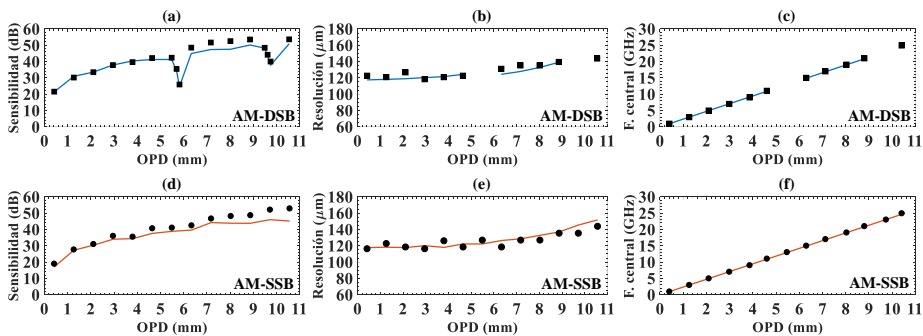 (a)
(b)
(c)
Sensibilidad (dB)
60
50
40
30
20
10
0
AM-DSB
0 1 2 3 4 5 6 7 8 9 10 11
OPD (mm)
Resolución (μm)
160
140
120
100
80
60
AM-DSB
0 1 2 3 4 5 6 7 8 9 10 11
OPD (mm)
F. central (GHz)
30
25
20
15
10
5
0
AM-DSB
0 1 2 3 4 5 6 7 8 9 10 11
OPD (mm)
(d)
(e)
(f)
Sensibilidad (dB)
60
50
40
30
20
10
0
AM-SSB
0 1 2 3 4 5 6 7 8 9 10 11
OPD (mm)
Resolución (μm)
160
140
120
100
80
60
AM-SSB
0 1 2 3 4 5 6 7 8 9 10 11
OPD (mm)
F. central (GHz)
30
25
20
15
10
5
0
AM-SSB
0 1 2 3 4 5 6 7 8 9 10 11
OPD (mm)